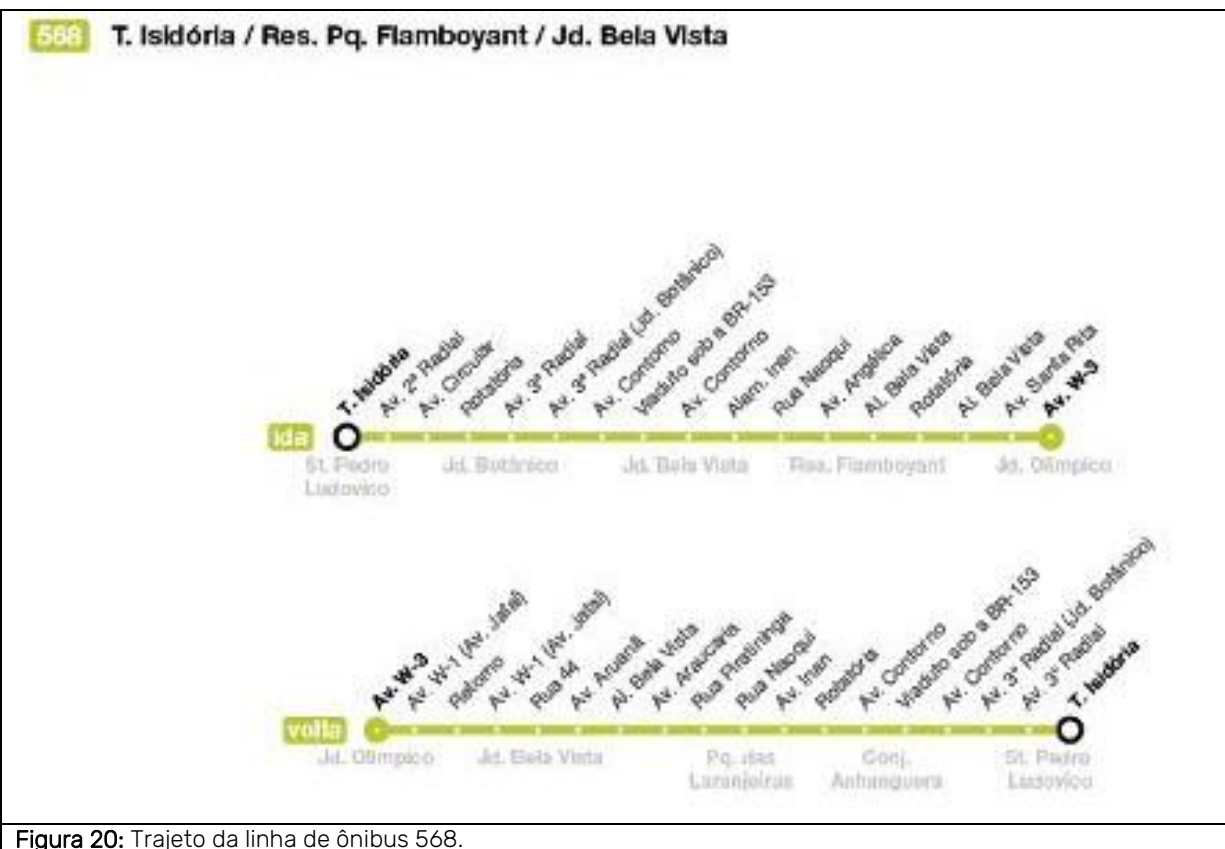 568 T. Isidória / Res. Pq. Flamboyant / Jd. Bela Vista
T. Isidória
Av. 2ª Radial
Av. Circular
Rotatória
Av. 3ª Radial
Av. 3ª Radial (Jd. Botânico)
Av. Contorno
Viaduto sob a BR-153
Av. Contorno
Alam. Inan
Rua Naoqui
Av. Angélica
Al. Bela Vista
Rotatória
Al. Bela Vista
Av. Santa Rita
Av. W-3
ida
St. Pedro Ludovico
Jd. Botânico
Jd. Bela Vista
Res. Flamboyant
Jd. Olímpico
Av. W-3
Av. W-1 (Av. Jataí)
Retorno
Av. W-1 (Av. Jataí)
Rua 44
Av. Aruanã
Al. Bela Vista
Av. Araucaria
Rua Piratininga
Rua Naoqui
Av. Inan
Rotatória
Av. Contorno
Viaduto sob a BR-153
Av. Contorno
Av. 3ª Radial (Jd. Botânico)
Av. 3ª Radial
T. Isidória
volta
Jd. Olímpico
Jd. Bela Vista
Pq. das Laranjeiras
Conj. Anhanguera
St. Pedro Ludovico
Figura 20: Trajeto da linha de ônibus 568.